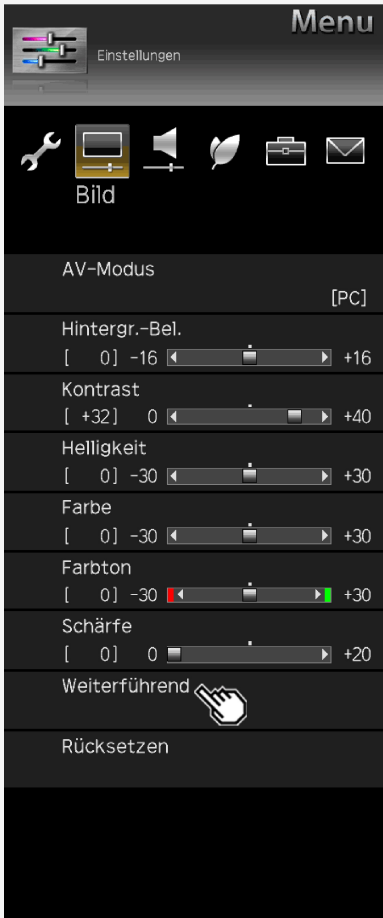 Menu
Einstellungen
Bild
AV-Modus
[PC]
Hintergr.-Bel.
[ 0] -16 +16
Kontrast
[ +32] 0 +40
Helligkeit
[ 0] -30 +30
Farbe
[ 0] -30 +30
Farbton
[ 0] -30 +30
Schärfe
[ 0] 0 +20
Weiterführend
Rücksetzen